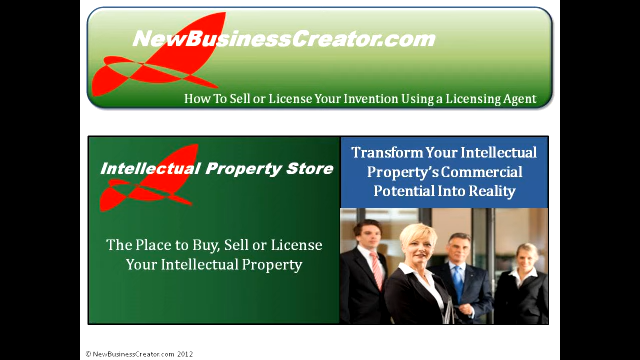 NewBusinessCreator.com
How To Sell or License Your Invention Using a Licensing Agent
Intellectual Property Store
The Place to Buy, Sell or License
Your Intellectual Property
Transform Your Intellectual
Property's Commercial
Potential Into Reality
© NewBusinessCreator.com 2012